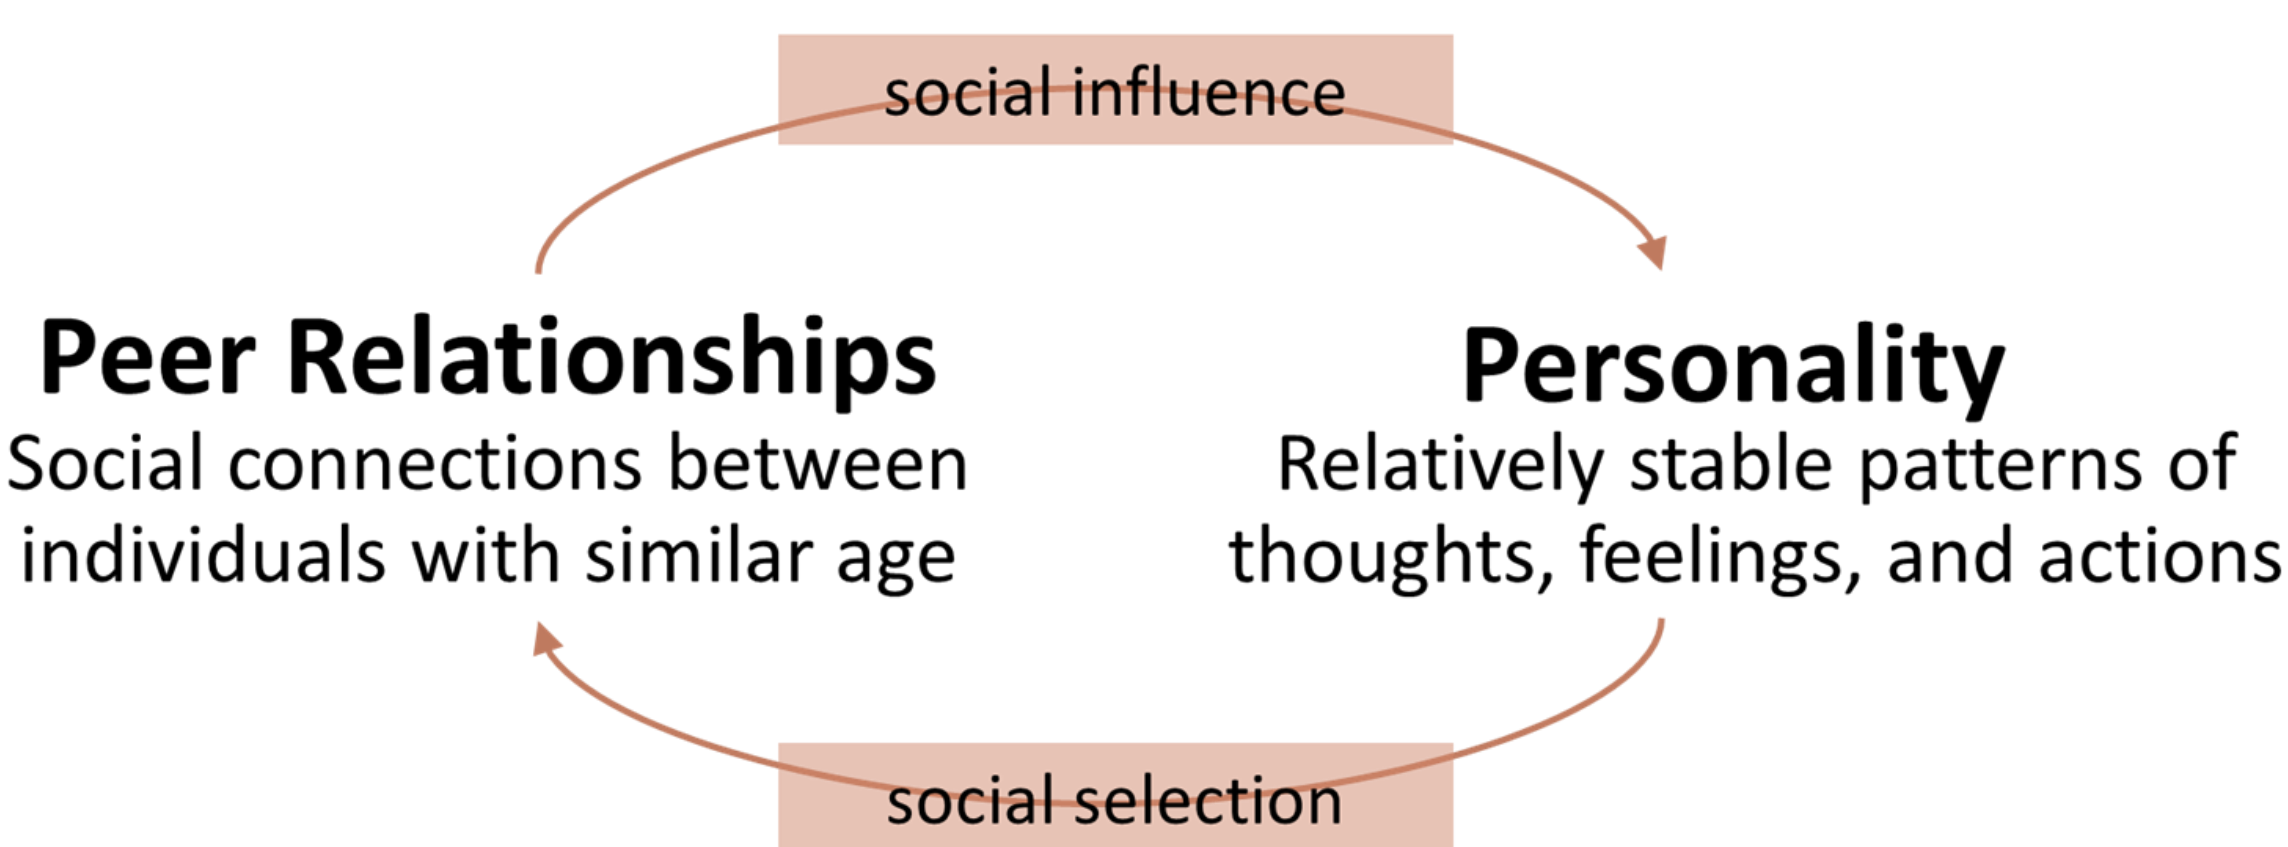 social influence
Peer Relationships
Social connections between
individuals with similar age
Personality
Relatively stable patterns of
thoughts, feelings, and actions
social selection